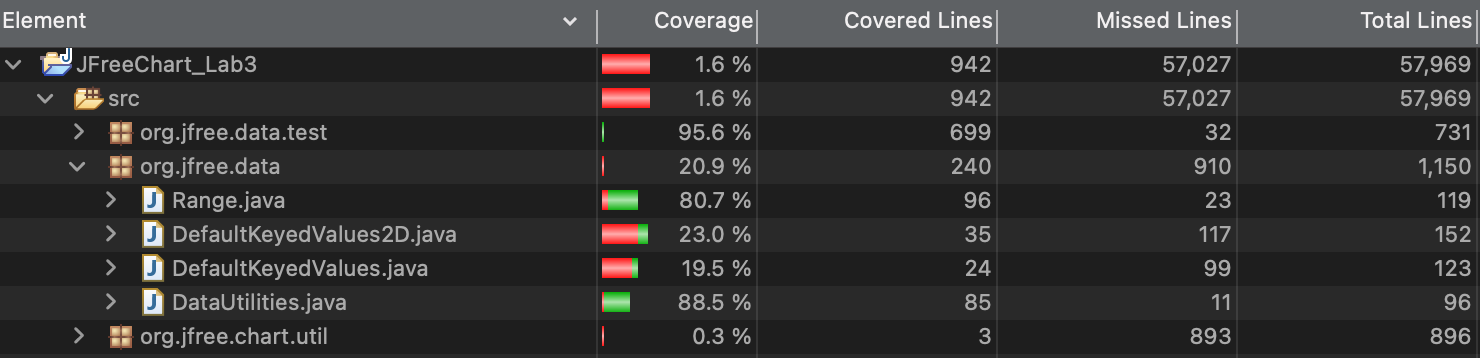 Element Coverage Covered Lines Missed Lines Total Lines
JFreeChart_Lab3 1.6 % 942 57,027 57,969
src 1.6 % 942 57,027 57,969
org.jfree.data.test 95.6 % 699 32 731
org.jfree.data 20.9 % 240 910 1,150
Range.java 80.7 % 96 23 119
DefaultKeyedValues2D.java 23.0 % 35 117 152
DefaultKeyedValues.java 19.5 % 24 99 123
DataUtilities.java 88.5 % 85 11 96
org.jfree.chart.util 0.3 % 3 893 896